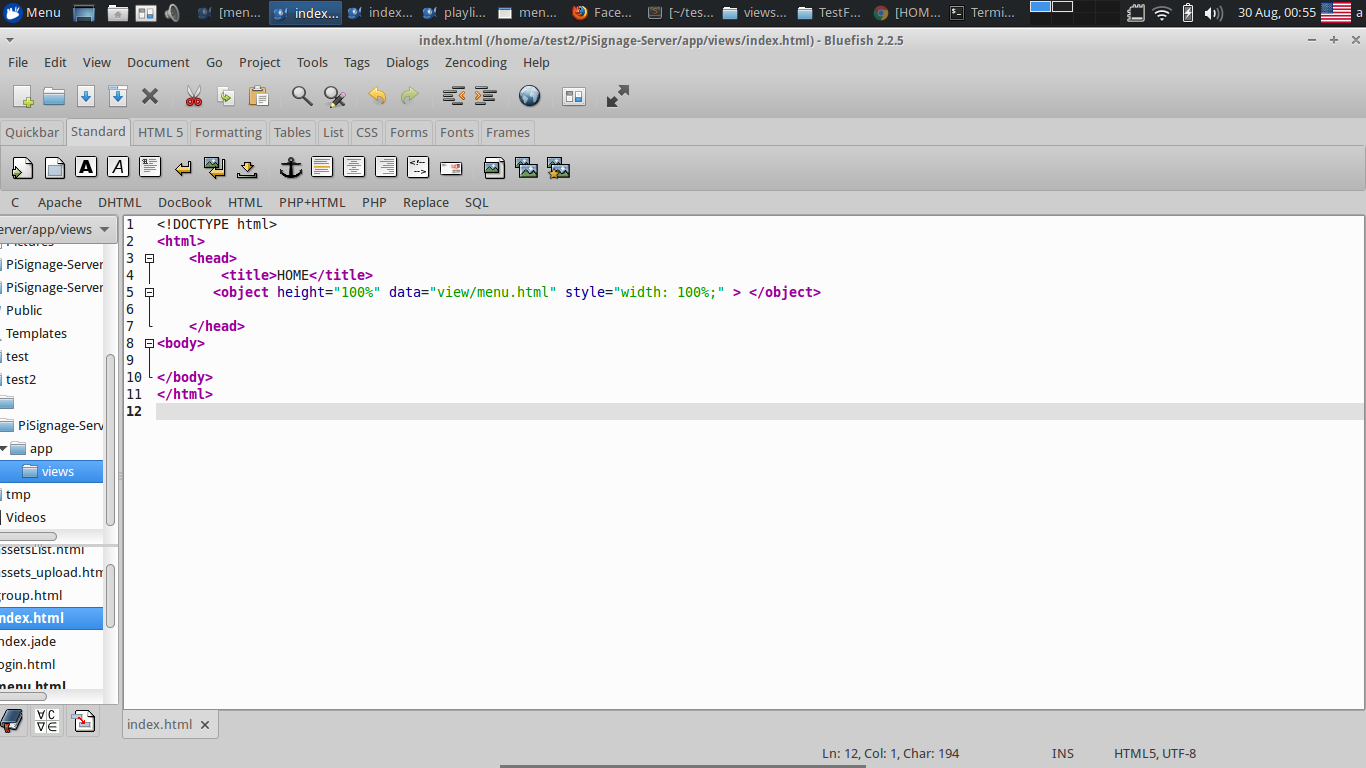 Menu [men... index... index... playli... men... Face... [~/tes... views... TestF... [HOM... Termi... 30 Aug, 00:55 a
index.html (/home/a/test2/PiSignage-Server/app/views/index.html) - Bluefish 2.2.5
File Edit View Document Go Project Tools Tags Dialogs Zencoding Help
Quickbar Standard HTML 5 Formatting Tables List CSS Forms Fonts Frames
C Apache DHTML DocBook HTML PHP+HTML PHP Replace SQL
erver/app/views
Pictures
PiSignage-Server
PiSignage-Server
Public
Templates
test
test2
PiSignage-Serv
app
views
tmp
Videos
assetsList.html
assets_upload.htm
group.html
index.html
index.jade
login.html
menu.html
1 <!DOCTYPE html>
2 <html>
3 <head>
4 <title>HOME</title>
5 <object height="100%" data="view/menu.html" style="width: 100%;" > </object>
6
7 </head>
8 <body>
9
10 </body>
11 </html>
12
index.html
Ln: 12, Col: 1, Char: 194 INS HTML5, UTF-8